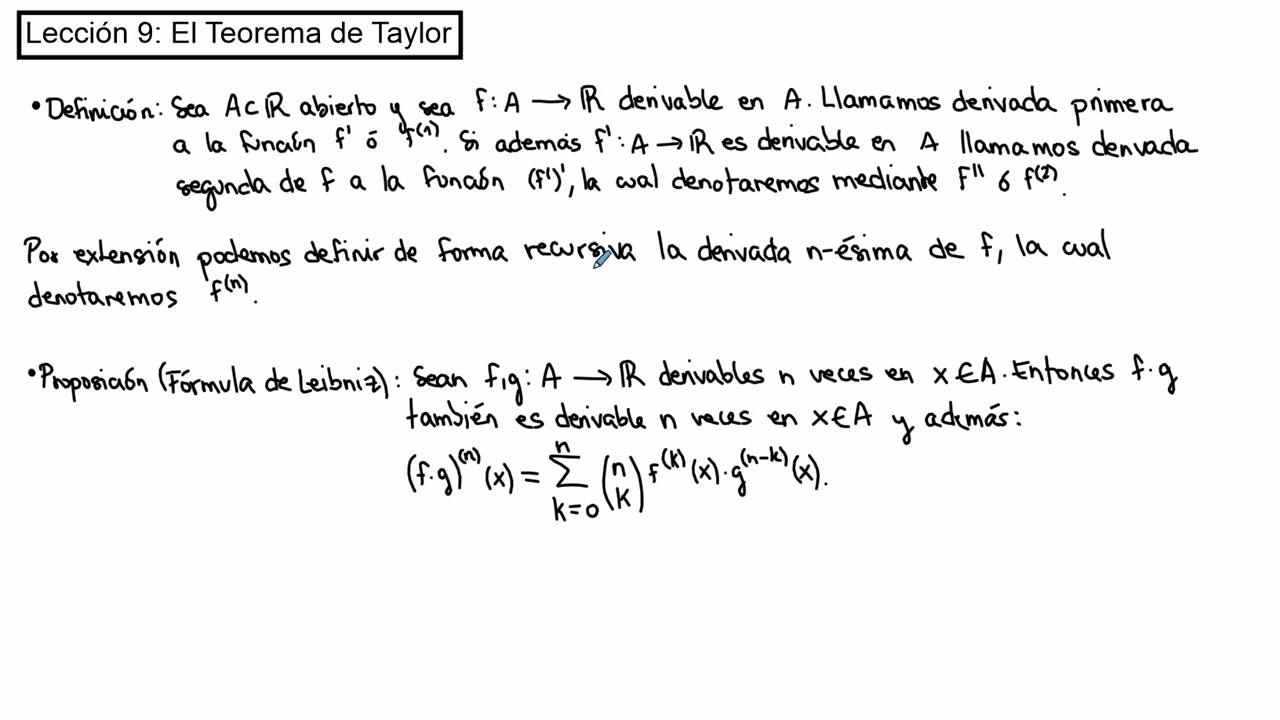 Lección 9: El Teorema de Taylor
• Definición: Sea A⊂ℝ abierto y sea f: A → ℝ derivable en A. Llamamos derivada primera
a la función f' ó f⁽ⁿ⁾. Si además f': A → ℝ es derivable en A llamamos derivada
segunda de f a la función (f')', la cual denotaremos mediante f'' ó f⁽²⁾.
Por extensión podemos definir de forma recursiva la derivada n-ésima de f, la cual
denotaremos f⁽ⁿ⁾.
• Proposición (Fórmula de Leibniz): Sean f,g: A → ℝ derivables n veces en x∈A. Entonces f·g
también es derivable n veces en x∈A y además:
(f·g)⁽ⁿ⁾(x) = ∑_{k=0}^{n} (n k) f⁽ᵏ⁾(x)·g⁽ⁿ⁻ᵏ⁾(x).